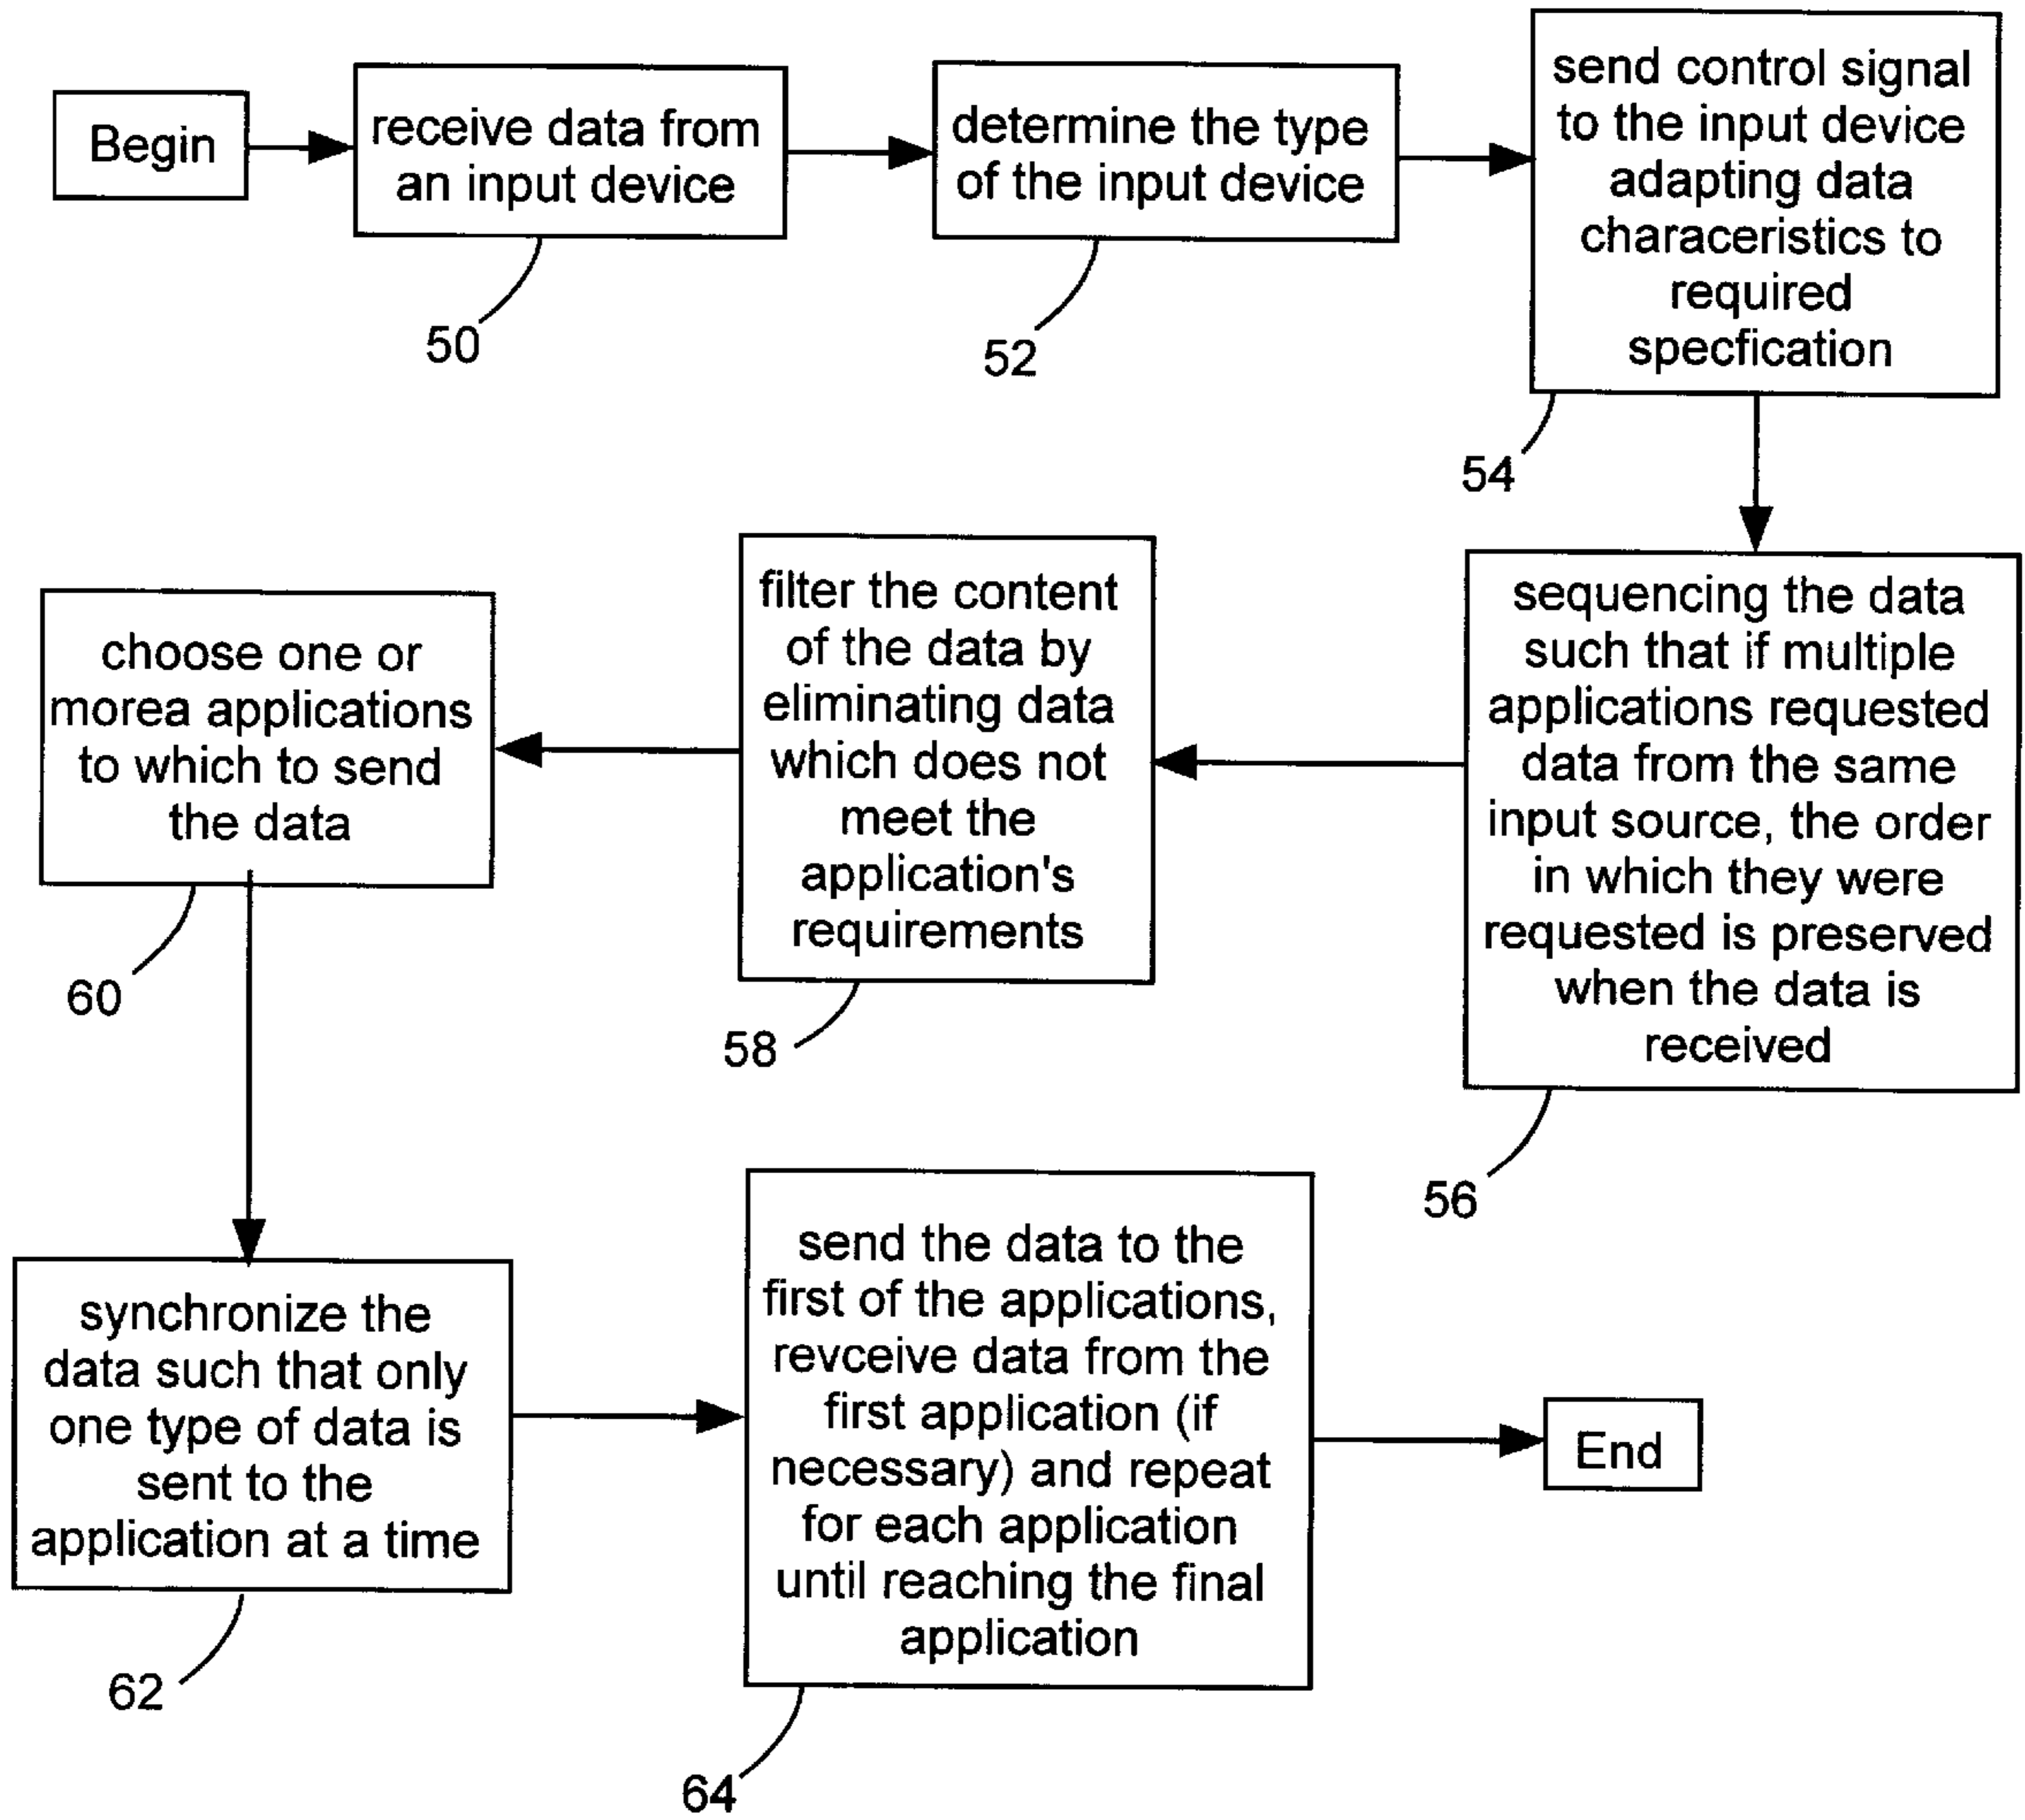 Begin
receive data from
an input device
50
determine the type
of the input device
52
send control signal
to the input device
adapting data
characeristics to
required
specfication
54
sequencing the data
such that if multiple
applications requested
data from the same
input source, the order
in which they were
requested is preserved
when the data is
received
56
filter the content
of the data by
eliminating data
which does not
meet the
application's
requirements
58
choose one or
morea applications
to which to send
the data
60
synchronize the
data such that only
one type of data is
sent to the
application at a time
62
send the data to the
first of the applications,
revceive data from the
first application (if
necessary) and repeat
for each application
until reaching the final
application
64
End